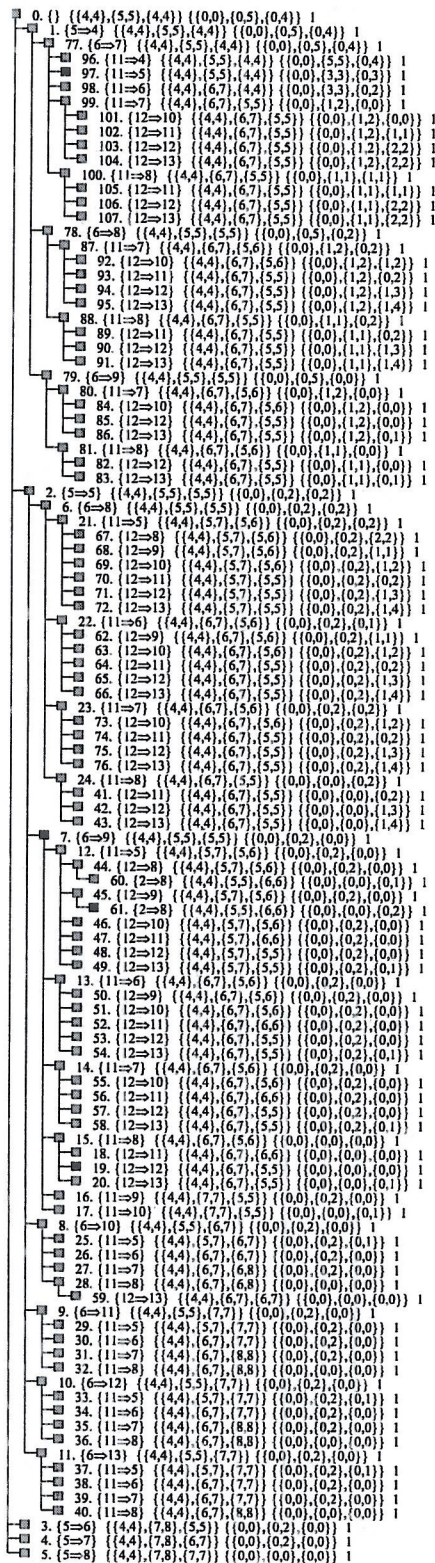 0. {} {{4,4},{5,5},{4,4}} {{0,0},{0,5},{0,4}} 1
1. {5⇒4} {{4,4},{5,5},{4,4}} {{0,0},{0,5},{0,4}} 1
77. {6⇒7} {{4,4},{5,5},{4,4}} {{0,0},{0,5},{0,4}} 1
96. {11⇒4} {{4,4},{5,5},{4,4}} {{0,0},{5,5},{0,4}} 1
97. {11⇒5} {{4,4},{5,5},{4,4}} {{0,0},{3,3},{0,3}} 1
98. {11⇒6} {{4,4},{6,7},{4,4}} {{0,0},{3,3},{0,2}} 1
99. {11⇒7} {{4,4},{6,7},{5,5}} {{0,0},{1,2},{0,0}} 1
101. {12⇒10} {{4,4},{6,7},{5,5}} {{0,0},{1,2},{0,0}} 1
102. {12⇒11} {{4,4},{6,7},{5,5}} {{0,0},{1,2},{1,1}} 1
103. {12⇒12} {{4,4},{6,7},{5,5}} {{0,0},{1,2},{2,2}} 1
104. {12⇒13} {{4,4},{6,7},{5,5}} {{0,0},{1,2},{2,2}} 1
100. {11⇒8} {{4,4},{6,7},{5,5}} {{0,0},{1,1},{1,1}} 1
105. {12⇒11} {{4,4},{6,7},{5,5}} {{0,0},{1,1},{1,1}} 1
106. {12⇒12} {{4,4},{6,7},{5,5}} {{0,0},{1,1},{2,2}} 1
107. {12⇒13} {{4,4},{6,7},{5,5}} {{0,0},{1,1},{2,2}} 1
78. {6⇒8} {{4,4},{5,5},{5,5}} {{0,0},{0,5},{0,2}} 1
87. {11⇒7} {{4,4},{6,7},{5,6}} {{0,0},{1,2},{0,2}} 1
92. {12⇒10} {{4,4},{6,7},{5,6}} {{0,0},{1,2},{1,2}} 1
93. {12⇒11} {{4,4},{6,7},{5,5}} {{0,0},{1,2},{0,2}} 1
94. {12⇒12} {{4,4},{6,7},{5,5}} {{0,0},{1,2},{1,3}} 1
95. {12⇒13} {{4,4},{6,7},{5,5}} {{0,0},{1,2},{1,4}} 1
88. {11⇒8} {{4,4},{6,7},{5,5}} {{0,0},{1,1},{0,2}} 1
89. {12⇒11} {{4,4},{6,7},{5,5}} {{0,0},{1,1},{0,2}} 1
90. {12⇒12} {{4,4},{6,7},{5,5}} {{0,0},{1,1},{1,3}} 1
91. {12⇒13} {{4,4},{6,7},{5,5}} {{0,0},{1,1},{1,4}} 1
79. {6⇒9} {{4,4},{5,5},{5,5}} {{0,0},{0,5},{0,0}} 1
80. {11⇒7} {{4,4},{6,7},{5,6}} {{0,0},{1,2},{0,0}} 1
84. {12⇒10} {{4,4},{6,7},{5,6}} {{0,0},{1,2},{0,0}} 1
85. {12⇒12} {{4,4},{6,7},{5,5}} {{0,0},{1,2},{0,0}} 1
86. {12⇒13} {{4,4},{6,7},{5,5}} {{0,0},{1,2},{0,1}} 1
81. {11⇒8} {{4,4},{6,7},{5,6}} {{0,0},{1,1},{0,0}} 1
82. {12⇒12} {{4,4},{6,7},{5,5}} {{0,0},{1,1},{0,0}} 1
83. {12⇒13} {{4,4},{6,7},{5,5}} {{0,0},{1,1},{0,1}} 1
2. {5⇒5} {{4,4},{5,5},{5,5}} {{0,0},{0,2},{0,2}} 1
6. {6⇒8} {{4,4},{5,5},{5,5}} {{0,0},{0,2},{0,2}} 1
21. {11⇒5} {{4,4},{5,7},{5,6}} {{0,0},{0,2},{0,2}} 1
67. {12⇒8} {{4,4},{5,7},{5,6}} {{0,0},{0,2},{2,2}} 1
68. {12⇒9} {{4,4},{5,7},{5,6}} {{0,0},{0,2},{1,1}} 1
69. {12⇒10} {{4,4},{5,7},{5,6}} {{0,0},{0,2},{1,2}} 1
70. {12⇒11} {{4,4},{5,7},{5,5}} {{0,0},{0,2},{0,2}} 1
71. {12⇒12} {{4,4},{5,7},{5,5}} {{0,0},{0,2},{1,3}} 1
72. {12⇒13} {{4,4},{5,7},{5,5}} {{0,0},{0,2},{1,4}} 1
22. {11⇒6} {{4,4},{6,7},{5,6}} {{0,0},{0,2},{0,1}} 1
62. {12⇒9} {{4,4},{6,7},{5,6}} {{0,0},{0,2},{1,1}} 1
63. {12⇒10} {{4,4},{6,7},{5,6}} {{0,0},{0,2},{1,2}} 1
64. {12⇒11} {{4,4},{6,7},{5,5}} {{0,0},{0,2},{0,2}} 1
65. {12⇒12} {{4,4},{6,7},{5,5}} {{0,0},{0,2},{1,3}} 1
66. {12⇒13} {{4,4},{6,7},{5,5}} {{0,0},{0,2},{1,4}} 1
23. {11⇒7} {{4,4},{6,7},{5,6}} {{0,0},{0,2},{0,2}} 1
73. {12⇒10} {{4,4},{6,7},{5,6}} {{0,0},{0,2},{1,2}} 1
74. {12⇒11} {{4,4},{6,7},{5,5}} {{0,0},{0,2},{0,2}} 1
75. {12⇒12} {{4,4},{6,7},{5,5}} {{0,0},{0,2},{1,3}} 1
76. {12⇒13} {{4,4},{6,7},{5,5}} {{0,0},{0,2},{1,4}} 1
24. {11⇒8} {{4,4},{6,7},{5,5}} {{0,0},{0,0},{0,2}} 1
41. {12⇒11} {{4,4},{6,7},{5,5}} {{0,0},{0,0},{0,2}} 1
42. {12⇒12} {{4,4},{6,7},{5,5}} {{0,0},{0,0},{1,3}} 1
43. {12⇒13} {{4,4},{6,7},{5,5}} {{0,0},{0,0},{1,4}} 1
7. {6⇒9} {{4,4},{5,5},{5,5}} {{0,0},{0,2},{0,0}} 1
12. {11⇒5} {{4,4},{5,7},{5,6}} {{0,0},{0,2},{0,0}} 1
44. {12⇒8} {{4,4},{5,7},{5,6}} {{0,0},{0,2},{0,0}} 1
60. {2⇒8} {{4,4},{5,5},{6,6}} {{0,0},{0,0},{0,1}} 1
45. {12⇒9} {{4,4},{5,7},{5,6}} {{0,0},{0,2},{0,0}} 1
61. {2⇒8} {{4,4},{5,5},{6,6}} {{0,0},{0,0},{0,2}} 1
46. {12⇒10} {{4,4},{5,7},{5,6}} {{0,0},{0,2},{0,0}} 1
47. {12⇒11} {{4,4},{5,7},{6,6}} {{0,0},{0,2},{0,0}} 1
48. {12⇒12} {{4,4},{5,7},{5,5}} {{0,0},{0,2},{0,0}} 1
49. {12⇒13} {{4,4},{5,7},{5,5}} {{0,0},{0,2},{0,1}} 1
13. {11⇒6} {{4,4},{6,7},{5,6}} {{0,0},{0,2},{0,0}} 1
50. {12⇒9} {{4,4},{6,7},{5,6}} {{0,0},{0,2},{0,0}} 1
51. {12⇒10} {{4,4},{6,7},{5,6}} {{0,0},{0,2},{0,0}} 1
52. {12⇒11} {{4,4},{6,7},{6,6}} {{0,0},{0,2},{0,0}} 1
53. {12⇒12} {{4,4},{6,7},{5,5}} {{0,0},{0,2},{0,0}} 1
54. {12⇒13} {{4,4},{6,7},{5,5}} {{0,0},{0,2},{0,1}} 1
14. {11⇒7} {{4,4},{6,7},{5,6}} {{0,0},{0,2},{0,0}} 1
55. {12⇒10} {{4,4},{6,7},{5,6}} {{0,0},{0,2},{0,0}} 1
56. {12⇒11} {{4,4},{6,7},{6,6}} {{0,0},{0,2},{0,0}} 1
57. {12⇒12} {{4,4},{6,7},{5,5}} {{0,0},{0,2},{0,0}} 1
58. {12⇒13} {{4,4},{6,7},{5,5}} {{0,0},{0,2},{0,1}} 1
15. {11⇒8} {{4,4},{6,7},{5,6}} {{0,0},{0,0},{0,0}} 1
18. {12⇒11} {{4,4},{6,7},{6,6}} {{0,0},{0,0},{0,0}} 1
19. {12⇒12} {{4,4},{6,7},{5,5}} {{0,0},{0,0},{0,0}} 1
20. {12⇒13} {{4,4},{6,7},{5,5}} {{0,0},{0,0},{0,1}} 1
16. {11⇒9} {{4,4},{7,7},{5,5}} {{0,0},{0,2},{0,0}} 1
17. {11⇒10} {{4,4},{7,7},{5,5}} {{0,0},{0,0},{0,1}} 1
8. {6⇒10} {{4,4},{5,5},{6,7}} {{0,0},{0,2},{0,0}} 1
25. {11⇒5} {{4,4},{5,7},{6,7}} {{0,0},{0,2},{0,1}} 1
26. {11⇒6} {{4,4},{6,7},{6,7}} {{0,0},{0,2},{0,0}} 1
27. {11⇒7} {{4,4},{6,7},{6,8}} {{0,0},{0,2},{0,0}} 1
28. {11⇒8} {{4,4},{6,7},{6,8}} {{0,0},{0,0},{0,0}} 1
59. {12⇒13} {{4,4},{6,7},{6,7}} {{0,0},{0,0},{0,0}} 1
9. {6⇒11} {{4,4},{5,5},{7,7}} {{0,0},{0,2},{0,0}} 1
29. {11⇒5} {{4,4},{5,7},{7,7}} {{0,0},{0,2},{0,1}} 1
30. {11⇒6} {{4,4},{6,7},{7,7}} {{0,0},{0,2},{0,0}} 1
31. {11⇒7} {{4,4},{6,7},{8,8}} {{0,0},{0,2},{0,0}} 1
32. {11⇒8} {{4,4},{6,7},{8,8}} {{0,0},{0,0},{0,0}} 1
10. {6⇒12} {{4,4},{5,5},{7,7}} {{0,0},{0,2},{0,0}} 1
33. {11⇒5} {{4,4},{5,7},{7,7}} {{0,0},{0,2},{0,1}} 1
34. {11⇒6} {{4,4},{6,7},{7,7}} {{0,0},{0,2},{0,0}} 1
35. {11⇒7} {{4,4},{6,7},{8,8}} {{0,0},{0,2},{0,0}} 1
36. {11⇒8} {{4,4},{6,7},{8,8}} {{0,0},{0,0},{0,0}} 1
11. {6⇒13} {{4,4},{5,5},{7,7}} {{0,0},{0,2},{0,0}} 1
37. {11⇒5} {{4,4},{5,7},{7,7}} {{0,0},{0,2},{0,1}} 1
38. {11⇒6} {{4,4},{6,7},{7,7}} {{0,0},{0,2},{0,0}} 1
39. {11⇒7} {{4,4},{6,7},{7,7}} {{0,0},{0,2},{0,0}} 1
40. {11⇒8} {{4,4},{6,7},{8,8}} {{0,0},{0,0},{0,0}} 1
3. {5⇒6} {{4,4},{7,8},{5,5}} {{0,0},{0,2},{0,0}} 1
4. {5⇒7} {{4,4},{7,8},{6,7}} {{0,0},{0,2},{0,0}} 1
5. {5⇒8} {{4,4},{7,8},{7,7}} {{0,0},{0,2},{0,0}} 1